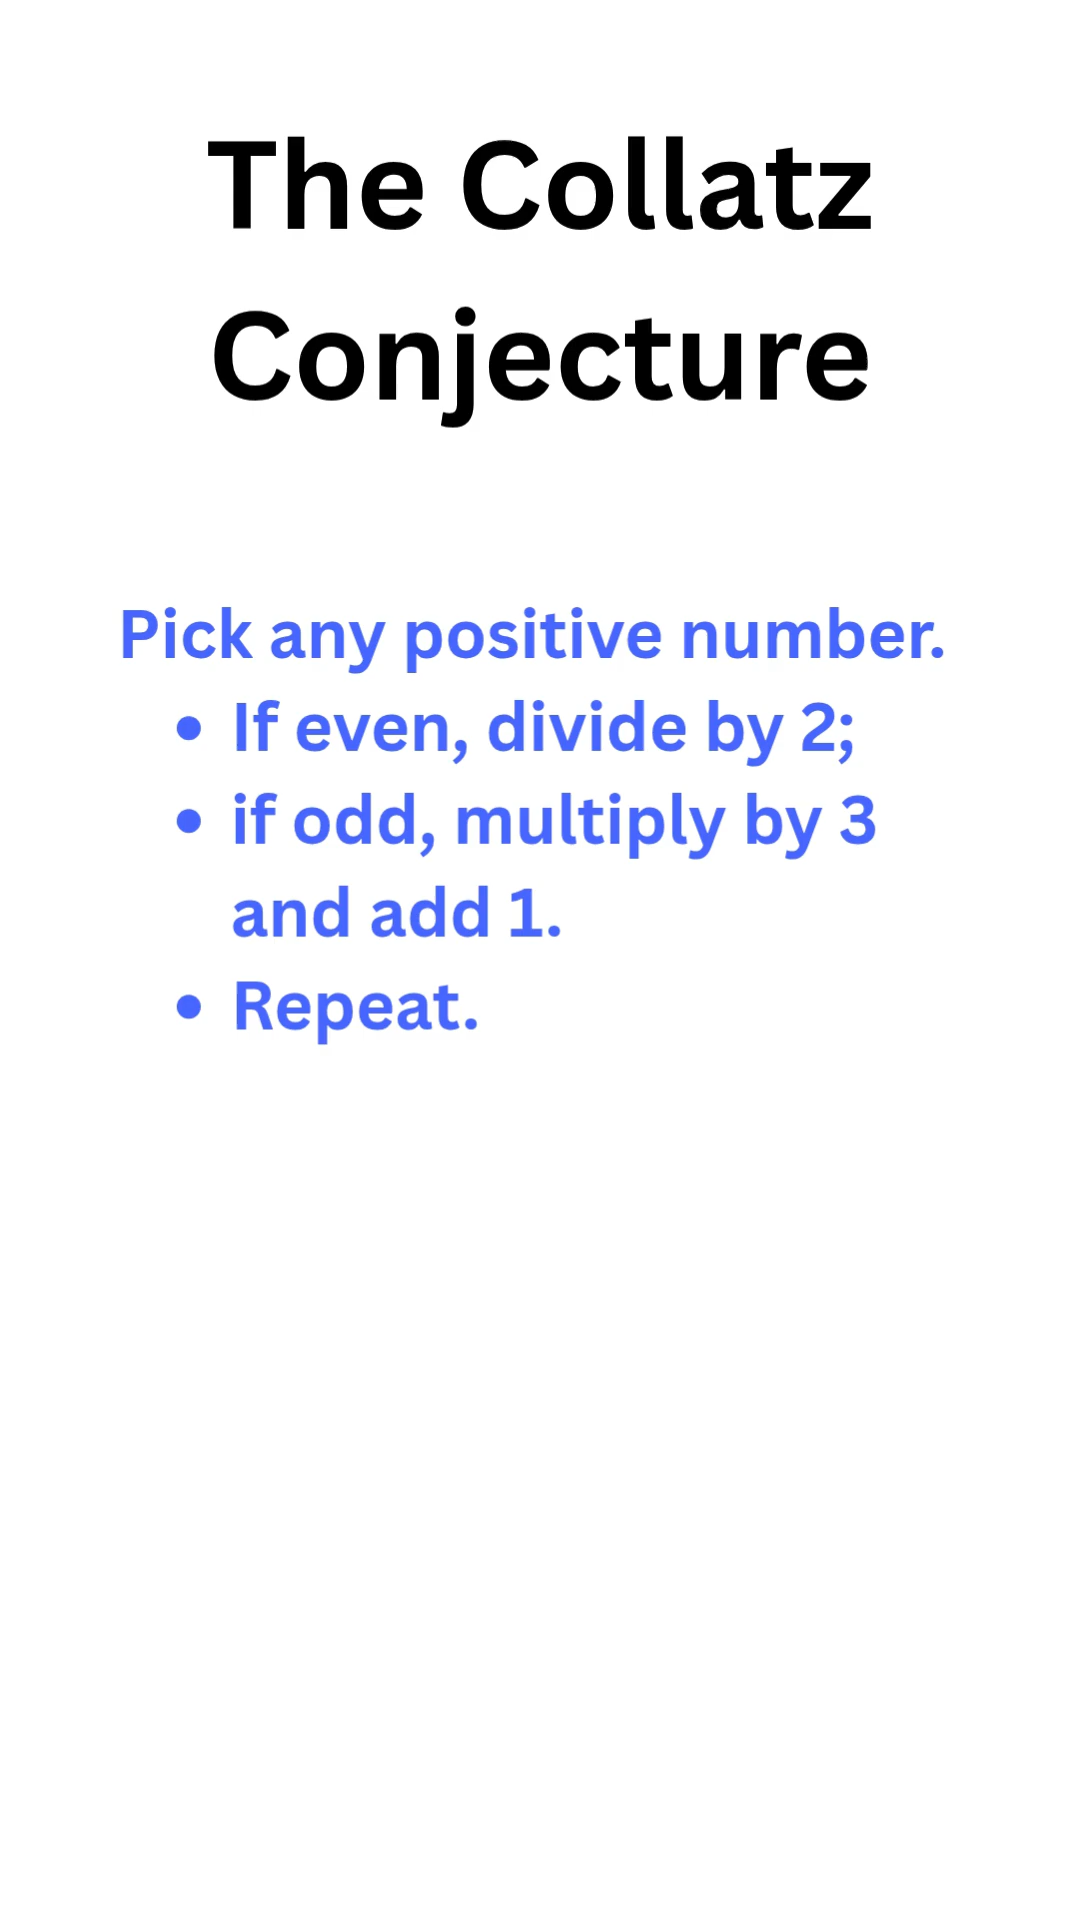 The Collatz
Conjecture
Pick any positive number.
• If even, divide by 2;
• if odd, multiply by 3
and add 1.
• Repeat.